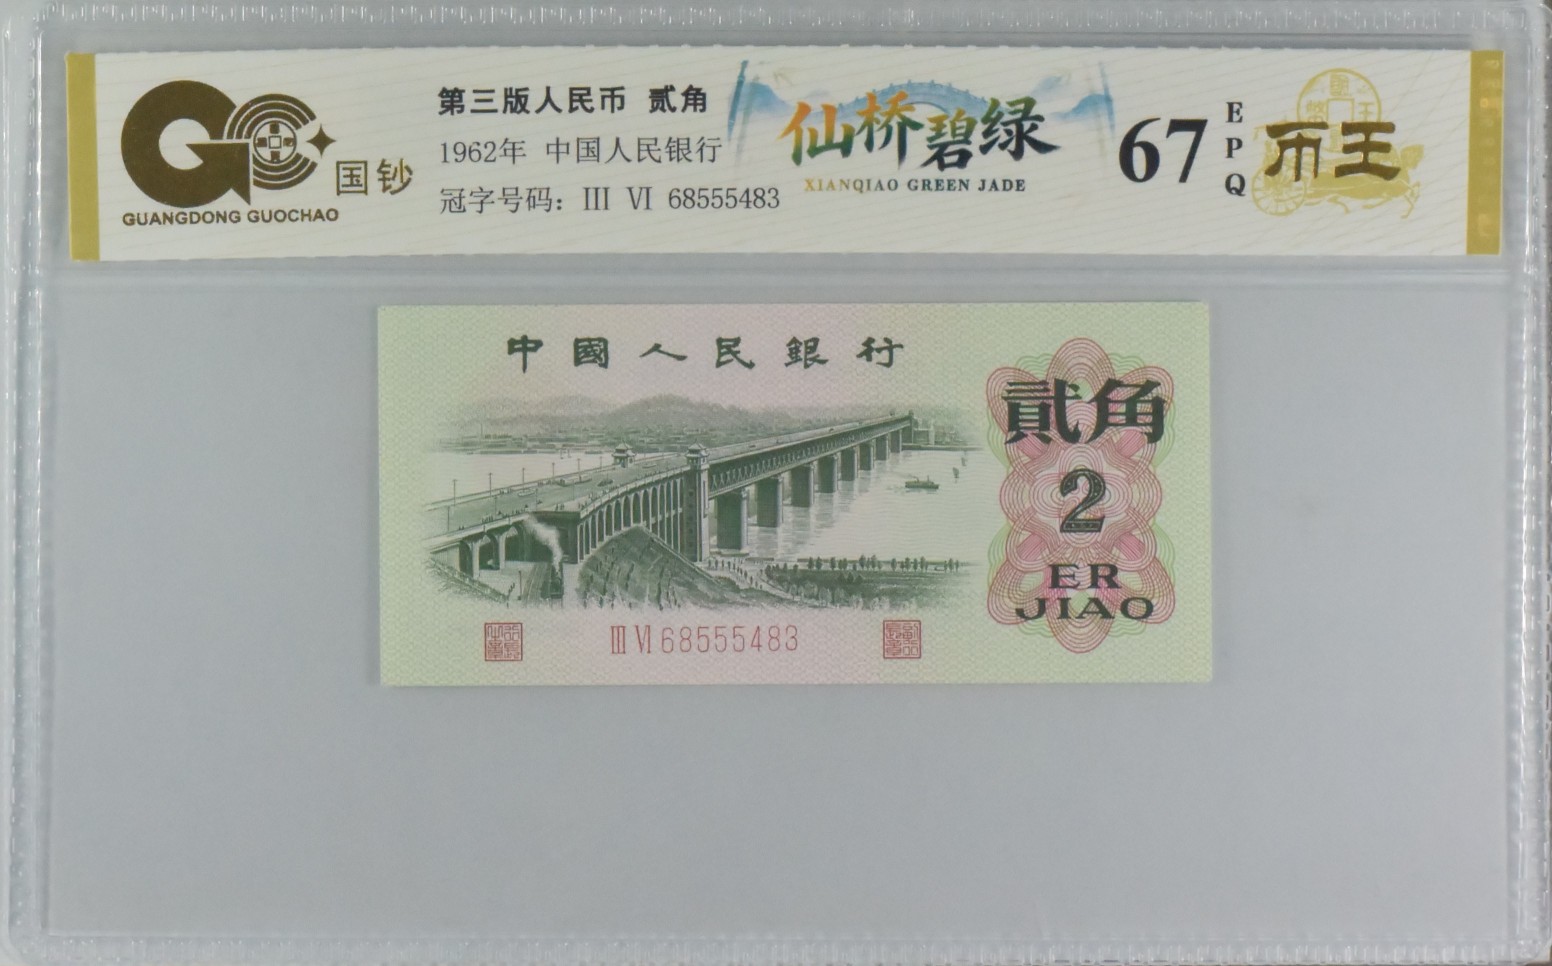 国钞
GUANGDONG GUOCHAO
第三版人民币 贰角
1962年 中国人民银行
冠字号码：III VI 68555483
仙桥碧绿
XIANQIAO GREEN JADE
67
EPQ
币王
中國人民銀行
貳角
2
ER
JIAO
III VI 68555483